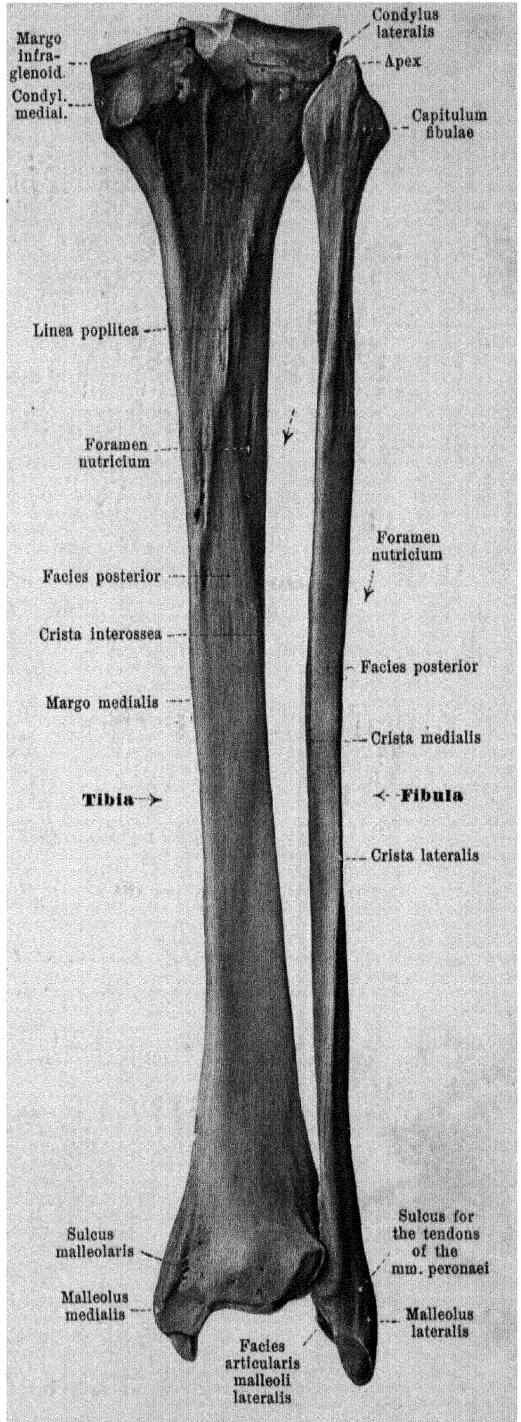 Condylus
lateralis
Margo
infra-
glenoid.
Apex
Condyl.
medial.
Capitulum
fibulae
Linea poplitea
Foramen
nutricium
Foramen
nutricium
Facies posterior
Crista interossea
Facies posterior
Margo medialis
Crista medialis
Tibia
Fibula
Crista lateralis
Sulcus
malleolaris
Sulcus for
the tendons
of the
mm. peronaei
Malleolus
medialis
Malleolus
lateralis
Facies
articularis
malleoli
lateralis